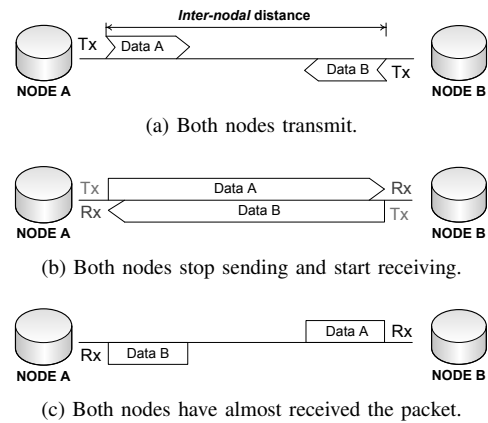 Inter-nodal distance
Tx Data A
Data B Tx
NODE A NODE B
(a) Both nodes transmit.
Tx Data A Rx
Rx Data B Tx
NODE A NODE B
(b) Both nodes stop sending and start receiving.
Data A Rx
Rx Data B
NODE A NODE B
(c) Both nodes have almost received the packet.